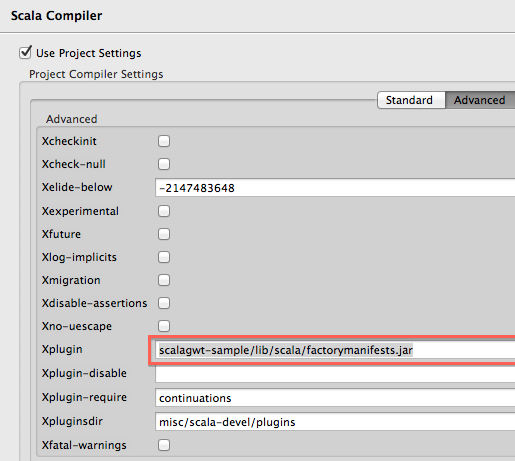 Scala Compiler
Use Project Settings
Project Compiler Settings
Standard Advanced
Advanced
Xcheckinit
Xcheck-null
Xelide-below -2147483648
Xexperimental
Xfuture
Xlog-implicits
Xmigration
Xdisable-assertions
Xno-uescape
Xplugin scalagwt-sample/lib/scala/factorymanifests.jar
Xplugin-disable
Xplugin-require continuations
Xpluginsdir misc/scala-devel/plugins
Xfatal-warnings